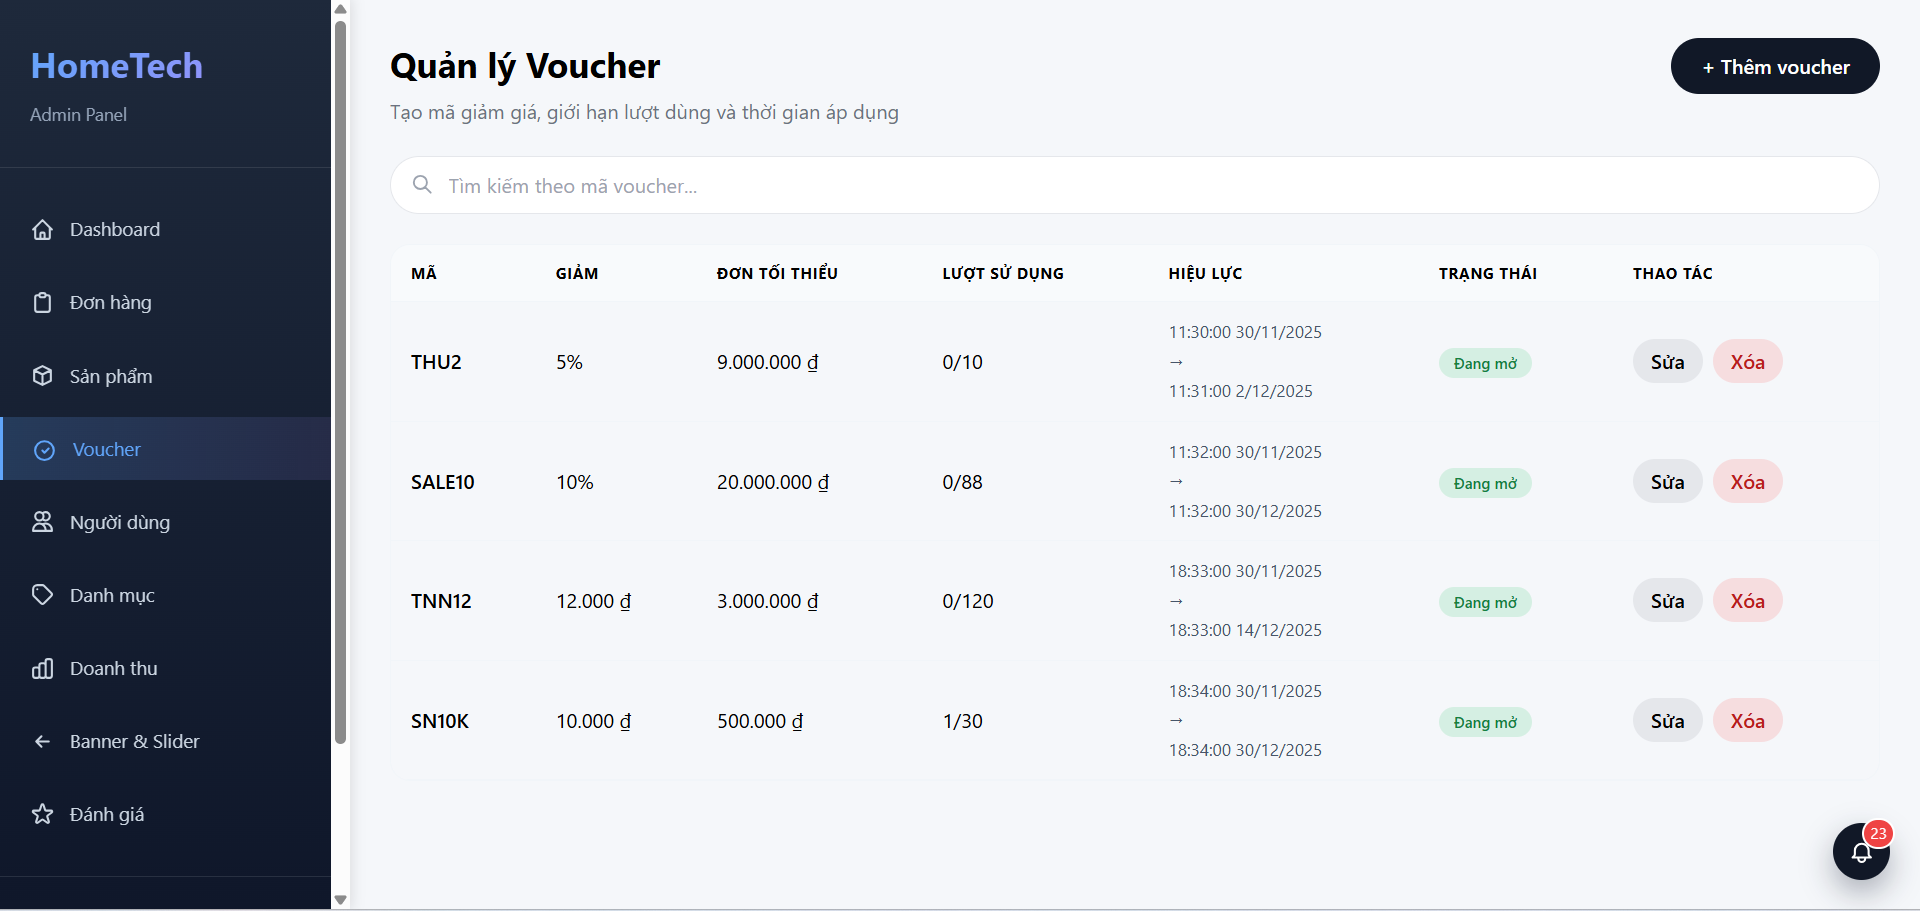 HomeTech
Admin Panel
Dashboard
Đơn hàng
Sản phẩm
Voucher
Người dùng
Danh mục
Doanh thu
Banner & Slider
Đánh giá
Quản lý Voucher
Tạo mã giảm giá, giới hạn lượt dùng và thời gian áp dụng
+ Thêm voucher
Tìm kiếm theo mã voucher...
MÃ GIẢM ĐƠN TỐI THIỂU LƯỢT SỬ DỤNG HIỆU LỰC TRẠNG THÁI THAO TÁC
11:30:00 30/11/2025
THU2 5% 9.000.000 ₫ 0/10 → Đang mở Sửa Xóa
11:31:00 2/12/2025
11:32:00 30/11/2025
SALE10 10% 20.000.000 ₫ 0/88 → Đang mở Sửa Xóa
11:32:00 30/12/2025
18:33:00 30/11/2025
TNN12 12.000 ₫ 3.000.000 ₫ 0/120 → Đang mở Sửa Xóa
18:33:00 14/12/2025
18:34:00 30/11/2025
SN10K 10.000 ₫ 500.000 ₫ 1/30 → Đang mở Sửa Xóa
18:34:00 30/12/2025
23